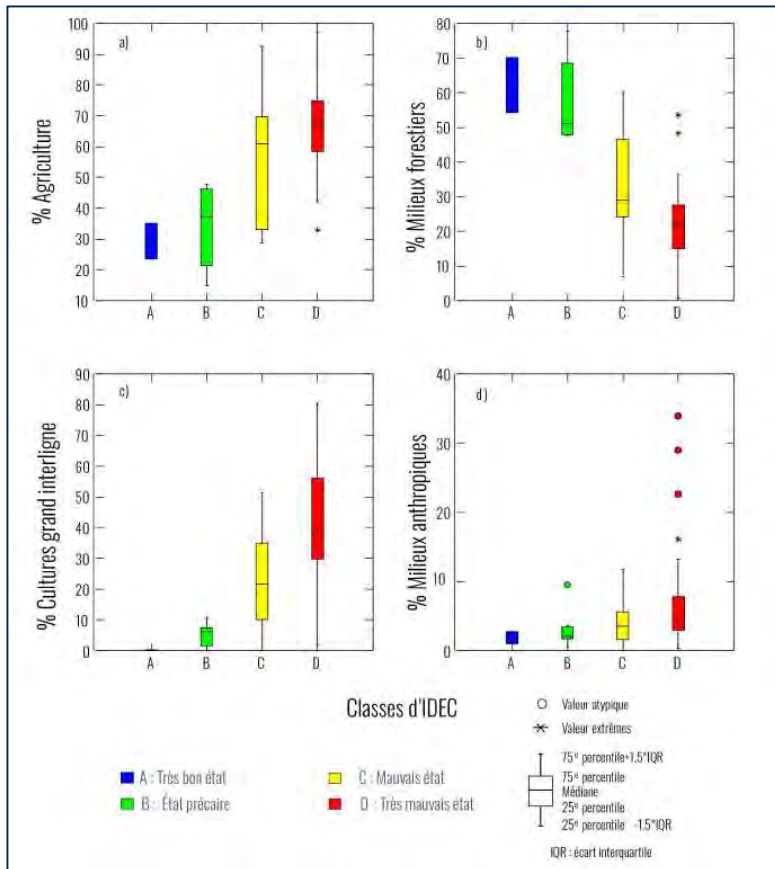 a)
% Agriculture
100
90
80
70
60
50
40
30
20
10
A B C D
b)
% Milieux forestiers
80
70
60
50
40
30
20
10
0
A B C D
c)
% Cultures grand interligne
90
80
70
60
50
40
30
20
10
0
A B C D
d)
% Milieux anthropiques
40
30
20
10
0
A B C D
Classes d'IDEC
A : Très bon état
B : État précaire
C : Mauvais état
D : Très mauvais état
Valeur atypique
Valeur extrêmes
75e percentile+1.5*IQR
75e percentile
Médiane
25e percentile
25e percentile -1.5*IQR
IQR : écart interquartile